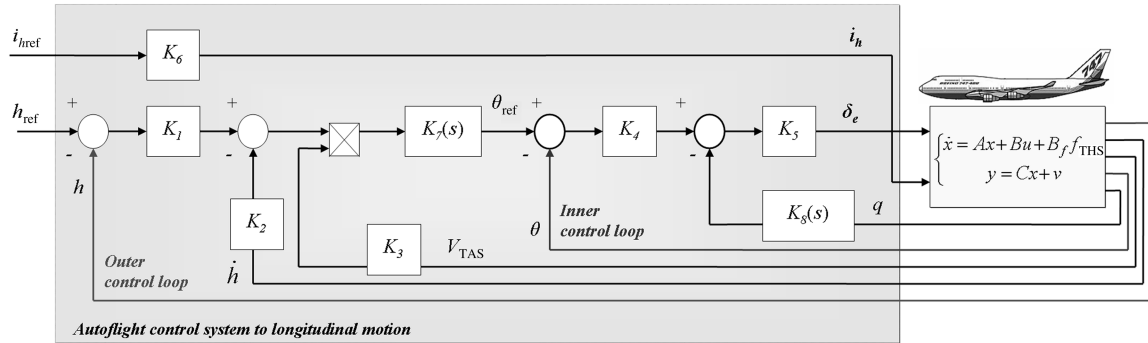 i_href
K_6
i_h
h_ref
+
-
K_1
+
-
K_7(s)
θ_ref
+
-
K_4
+
-
K_5
δ_e
747
ẋ = Ax + Bu + B_f f_THS
y = Cx + v
h
K_2
K_3
V_TAS
θ
Inner
control loop
K_8(s)
q
Outer
control loop
ḣ
Autoflight control system to longitudinal motion